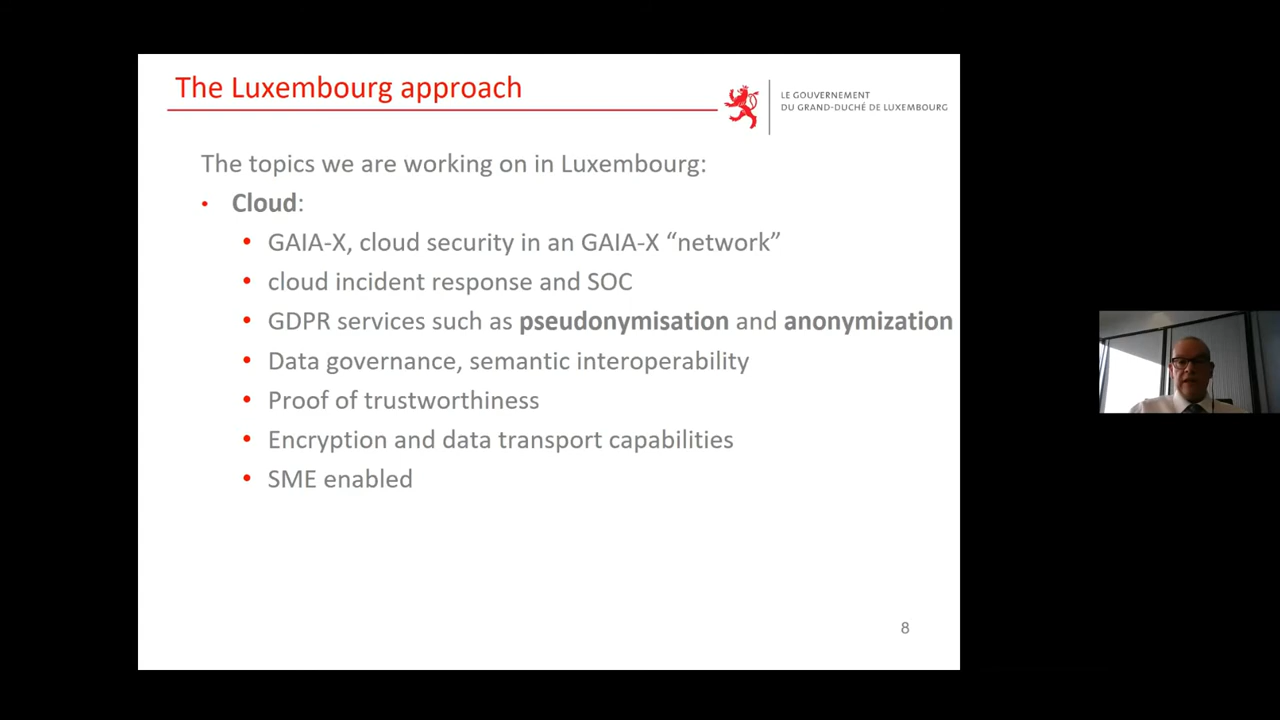 The Luxembourg approach
LE GOUVERNEMENT
DU GRAND-DUCHÉ DE LUXEMBOURG
The topics we are working on in Luxembourg:
• Cloud:
• GAIA-X, cloud security in an GAIA-X “network”
• cloud incident response and SOC
• GDPR services such as pseudonymisation and anonymization
• Data governance, semantic interoperability
• Proof of trustworthiness
• Encryption and data transport capabilities
• SME enabled
8